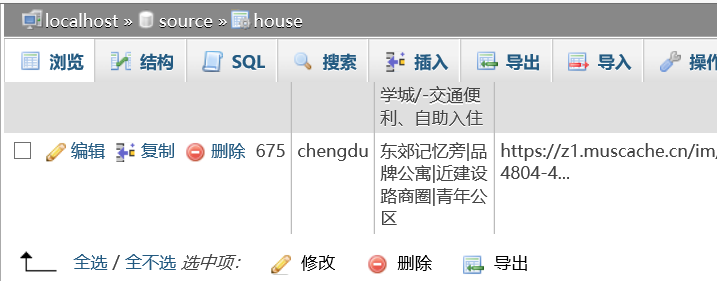 localhost » source » house
浏览 结构 SQL 搜索 插入 导出 导入 操作
学城/-交通便
利、自助入住
编辑 复制 删除 675 chengdu 东郊记忆旁|品 https://z1.muscache.cn/im/
牌公寓|近建设 4804-4...
路商圈|青年公
区
全选 / 全不选 选中项: 修改 删除 导出